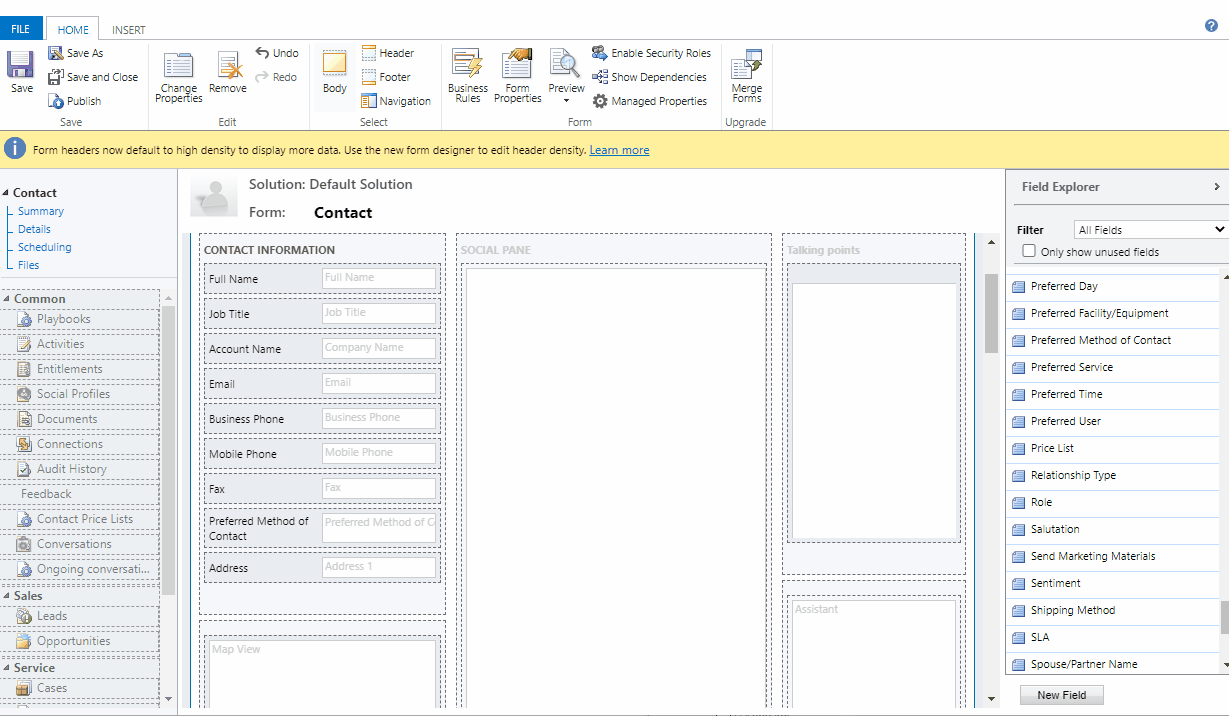 FILE
HOME
INSERT
Save
Save As
Save and Close
Publish
Save
Change
Properties
Remove
Undo
Redo
Edit
Body
Header
Footer
Navigation
Select
Business
Rules
Form
Properties
Preview
Enable Security Roles
Show Dependencies
Managed Properties
Form
Merge
Forms
Upgrade
Form headers now default to high density to display more data. Use the new form designer to edit header density. Learn more
Contact
Summary
Details
Scheduling
Files
Common
Playbooks
Activities
Entitlements
Social Profiles
Documents
Connections
Audit History
Feedback
Contact Price Lists
Conversations
Ongoing conversati...
Sales
Leads
Opportunities
Service
Cases
Solution: Default Solution
Form: Contact
CONTACT INFORMATION
Full Name Full Name
Job Title Job Title
Account Name Company Name
Email Email
Business Phone Business Phone
Mobile Phone Mobile Phone
Fax Fax
Preferred Method of
Contact
Preferred Method of C
Address Address 1
Map View
SOCIAL PANE
Talking points
Assistant
Field Explorer
Filter All Fields
Only show unused fields
Preferred Day
Preferred Facility/Equipment
Preferred Method of Contact
Preferred Service
Preferred Time
Preferred User
Price List
Relationship Type
Role
Salutation
Send Marketing Materials
Sentiment
Shipping Method
SLA
Spouse/Partner Name
New Field